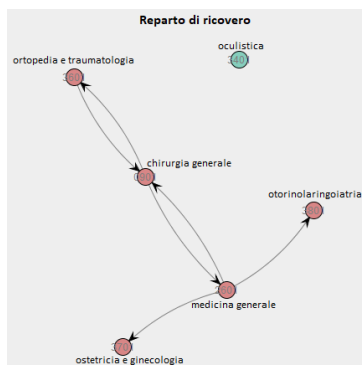 Reparto di ricovero
oculistica
ortopedia e traumatologia
chirurgia generale
otorinolaringoiatria
medicina generale
ostetricia e ginecologia